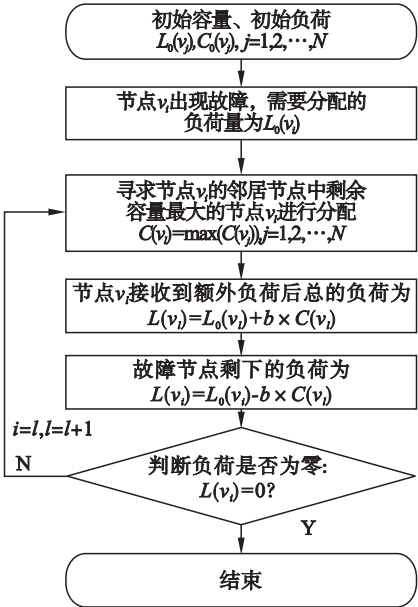 初始容量、初始负荷
L₀(vⱼ),C₀(vⱼ), j=1,2,⋯,N
节点vᵢ出现故障，需要分配的
负荷量为L₀(vᵢ)
寻求节点vᵢ的邻居节点中剩余
容量最大的节点vₗ进行分配
C(vₗ)=max(C(vⱼ)),j=1,2,⋯,N
节点vₗ接收到额外负荷后总的负荷为
L(vₗ)=L₀(vₗ)+b×C(vₗ)
故障节点剩下的负荷为
L(vᵢ)=L₀(vᵢ)-b×C(vₗ)
i=l,l=l+1
N
判断负荷是否为零:
L(vᵢ)=0?
Y
结束